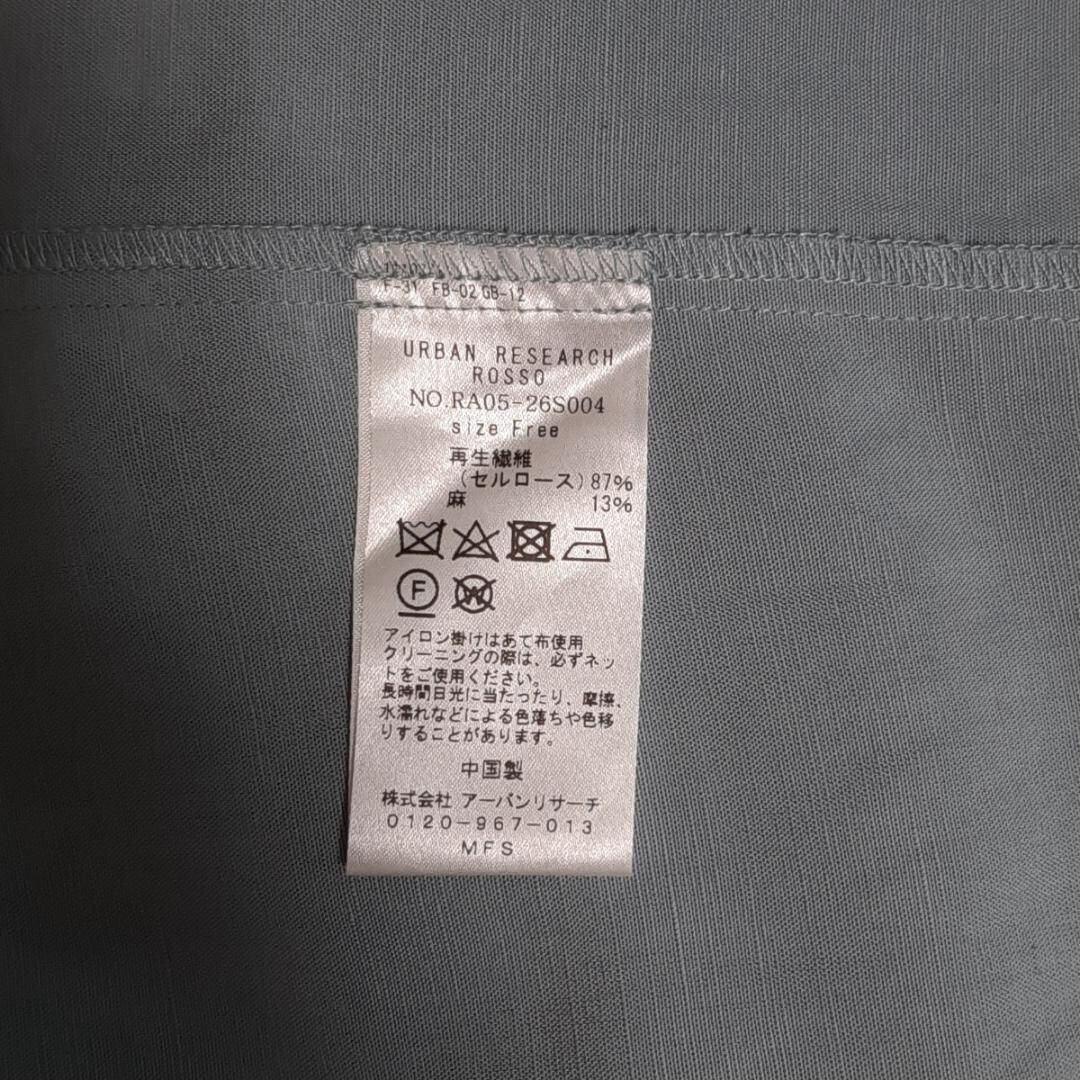 F-31 FB-02 GB-12
URBAN RESEARCH
ROSSO
NO.RA05-26S004
size Free
再生繊維
(セルロース)87%
麻 13%
F
W
アイロン掛けはあて布使用
クリーニングの際は、必ずネッ
トをご使用ください。
長時間日光に当たったり、摩擦、
水濡れなどによる色落ちや色移
りすることがあります。
中国製
株式会社 アーバンリサーチ
0120-967-013
MFS